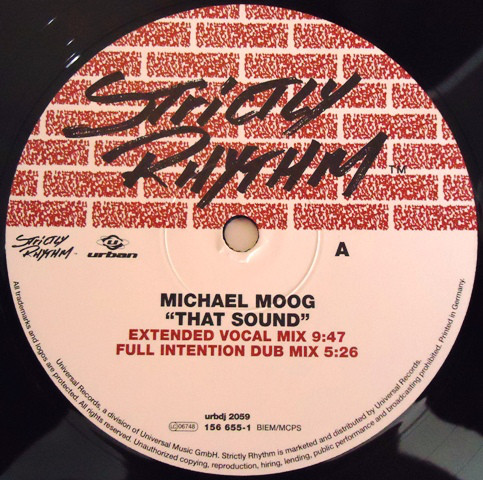 STRICTLY
RHYTHM™
STRICTLY
RHYTHM™
u
urban
A
MICHAEL MOOG
“THAT SOUND”
EXTENDED VOCAL MIX 9:47
FULL INTENTION DUB MIX 5:26
urbdj 2059
LC 06748 156 655-1 BIEM/MCPS
All trademarks and logos are protected. All rights reserved. Unauthorized copying, reproduction, hiring, lending, public performance and broadcasting prohibited. Printed in Germany.
Universal Records, a division of Universal Music GmbH. Strictly Rhythm is marketed and distributed by Universal Records.